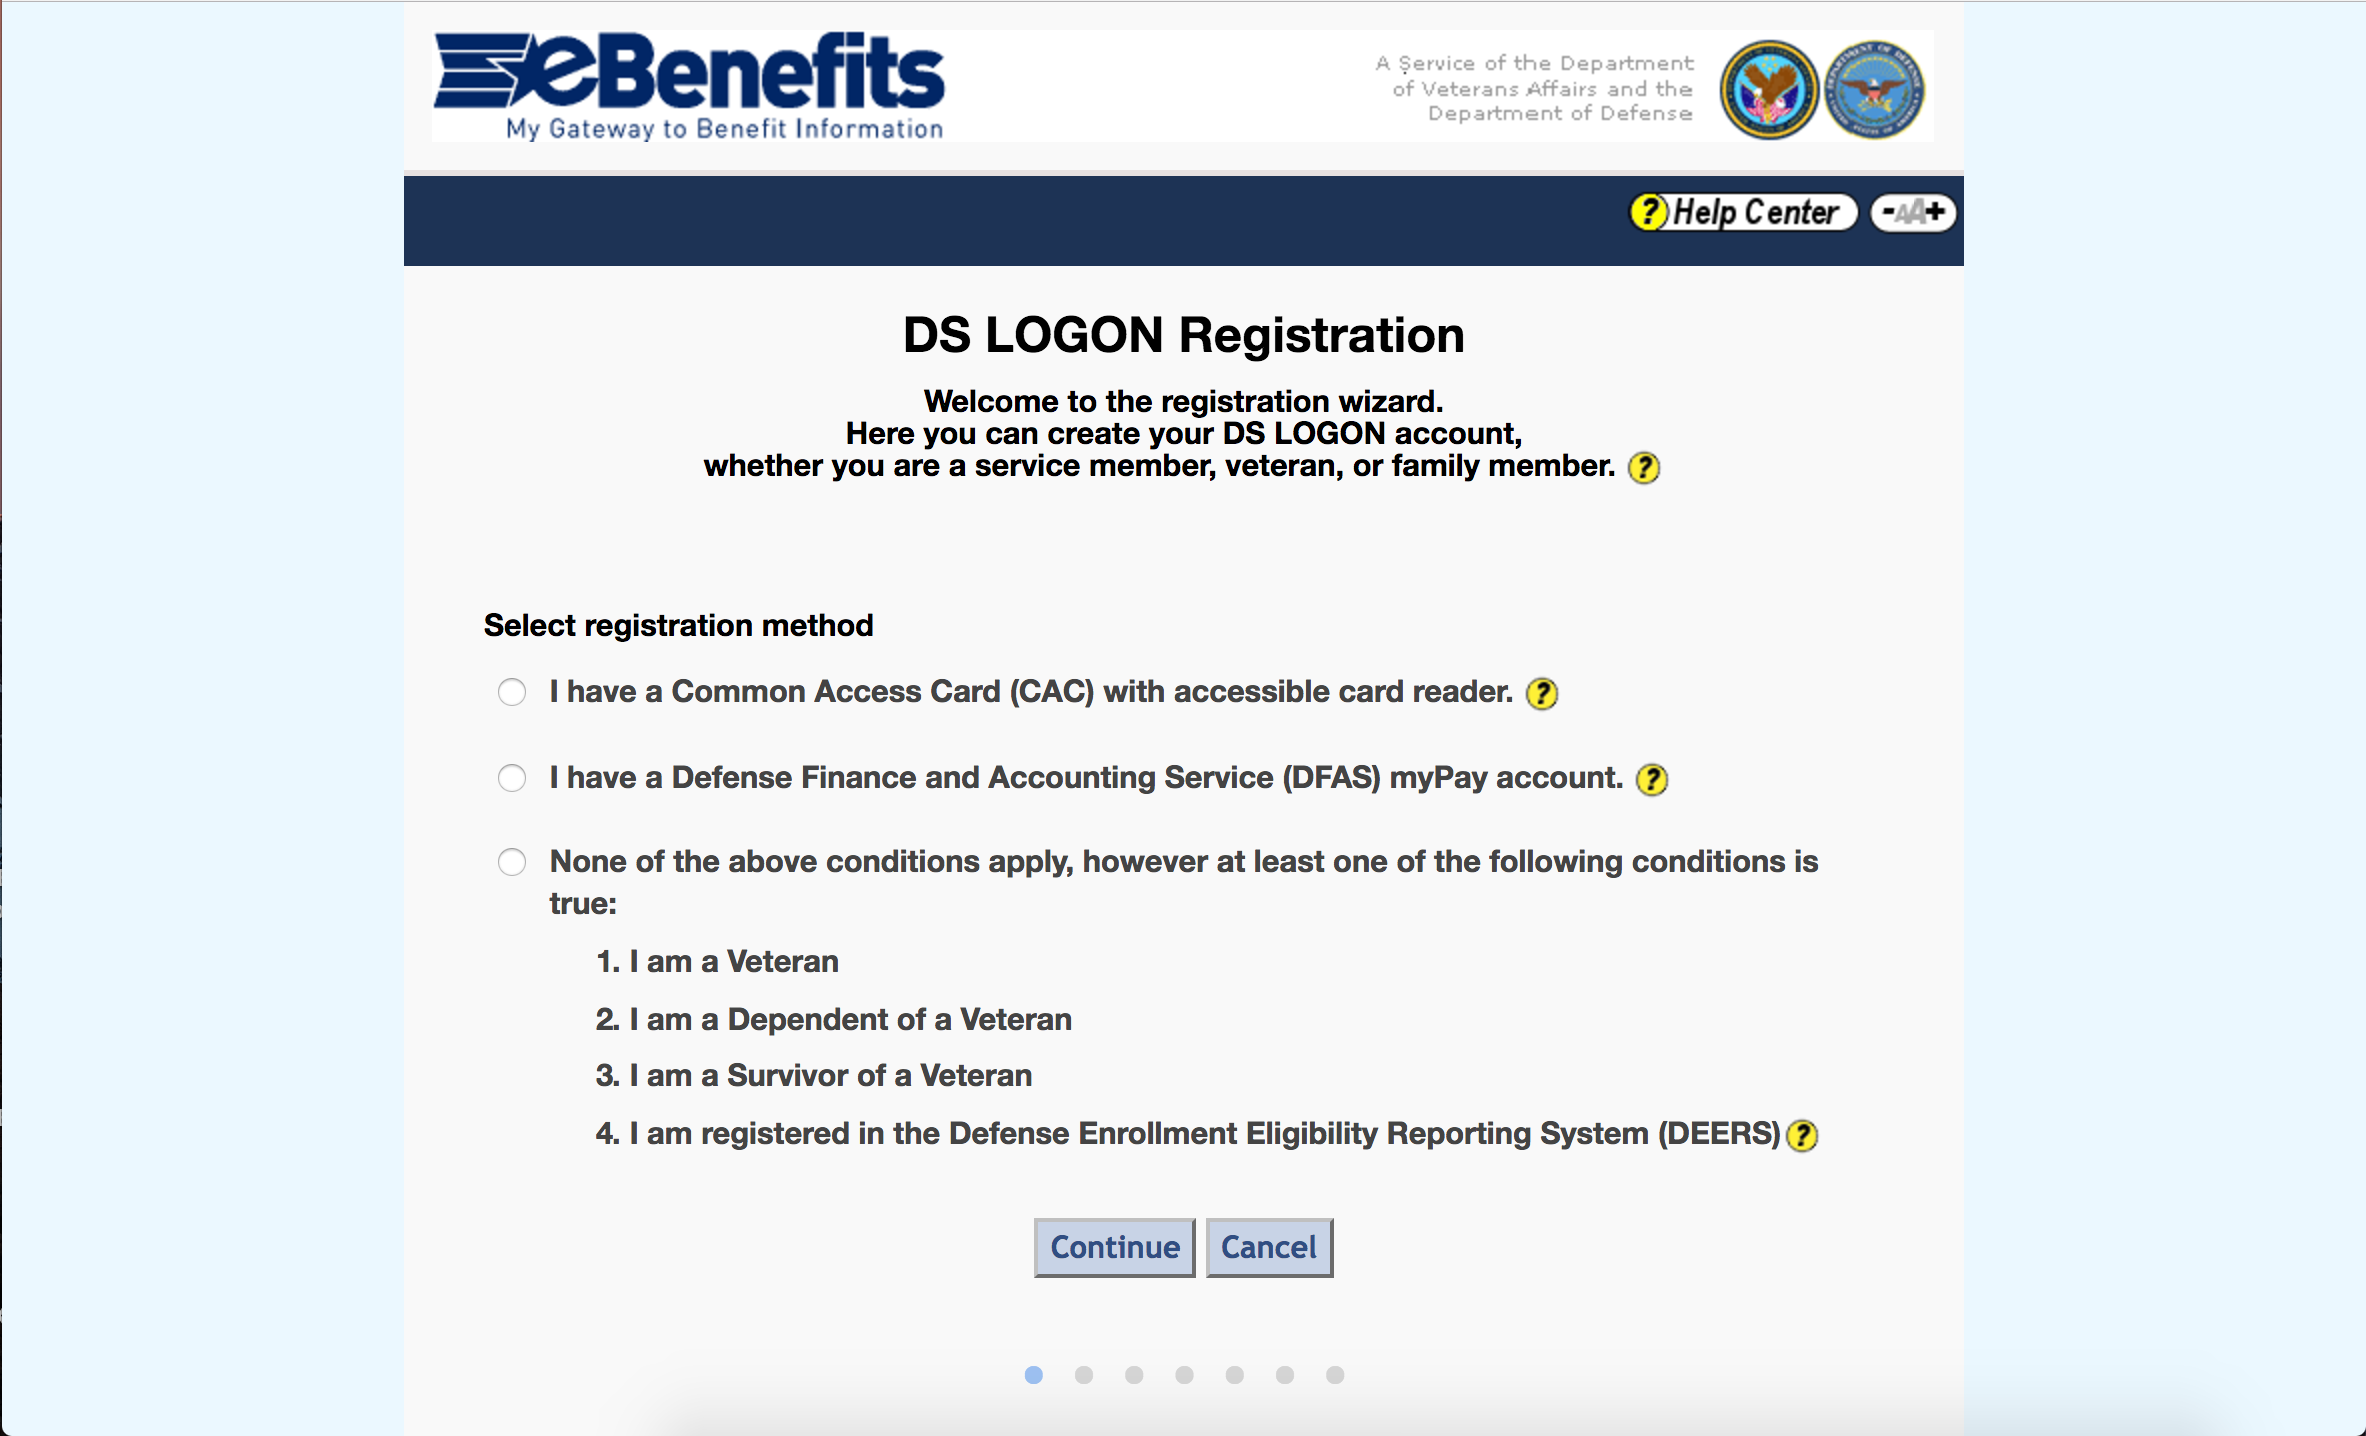 eBenefits
My Gateway to Benefit Information
A Service of the Department
of Veterans Affairs and the
Department of Defense
? Help Center
-AA+
DS LOGON Registration
Welcome to the registration wizard.
Here you can create your DS LOGON account,
whether you are a service member, veteran, or family member. ?
Select registration method
I have a Common Access Card (CAC) with accessible card reader. ?
I have a Defense Finance and Accounting Service (DFAS) myPay account. ?
None of the above conditions apply, however at least one of the following conditions is
true:
1. I am a Veteran
2. I am a Dependent of a Veteran
3. I am a Survivor of a Veteran
4. I am registered in the Defense Enrollment Eligibility Reporting System (DEERS) ?
Continue Cancel